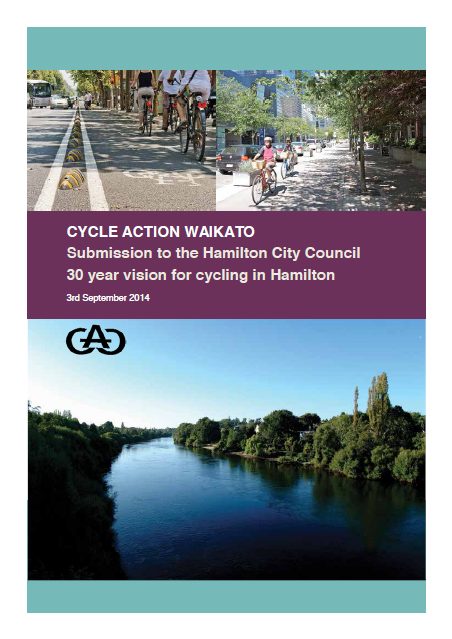 CYCLE ACTION WAIKATO
Submission to the Hamilton City Council
30 year vision for cycling in Hamilton
3rd September 2014
CAC